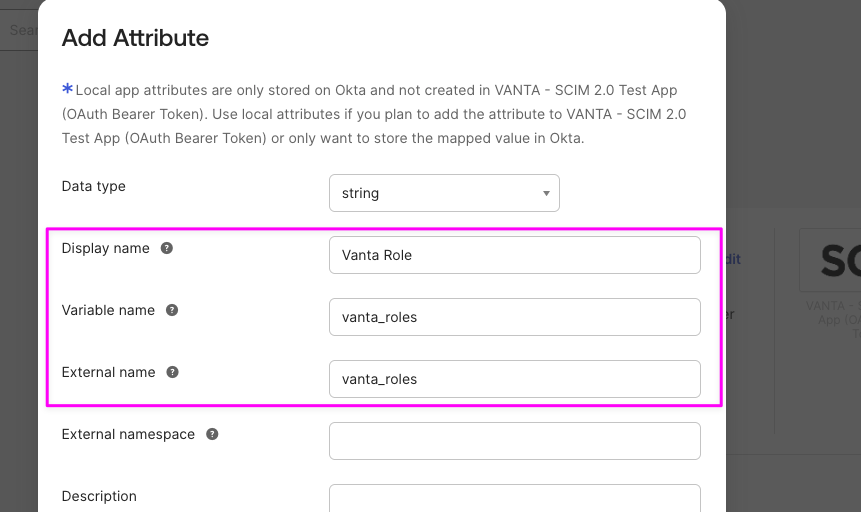 Add Attribute
*Local app attributes are only stored on Okta and not created in VANTA - SCIM 2.0 Test App
(OAuth Bearer Token). Use local attributes if you plan to add the attribute to VANTA - SCIM 2.0
Test App (OAuth Bearer Token) or only want to store the mapped value in Okta.
Data type
string
Display name ?
Vanta Role
Variable name ?
vanta_roles
External name ?
vanta_roles
External namespace ?
Description
Sear
dit
er
SC
VANTA -
App (OA